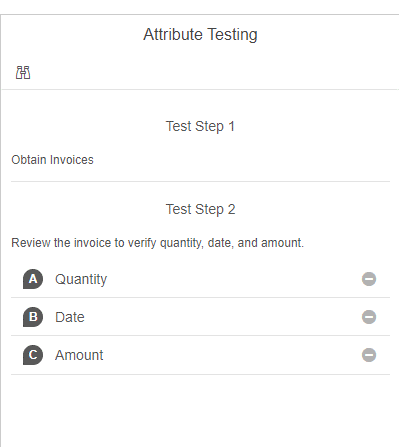 Attribute Testing
Test Step 1
Obtain Invoices
Test Step 2
Review the invoice to verify quantity, date, and amount.
A Quantity
B Date
C Amount